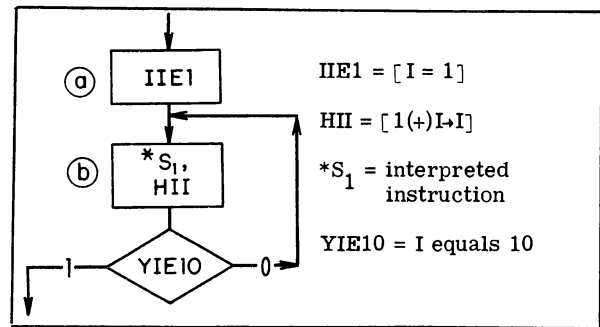 ⓐ IIE1
ⓑ *S₁,
HII
YIE10
1
0
IIE1 = [I = 1]
HII = [1(+)I→I]
*S₁ = interpreted
instruction
YIE10 = I equals 10